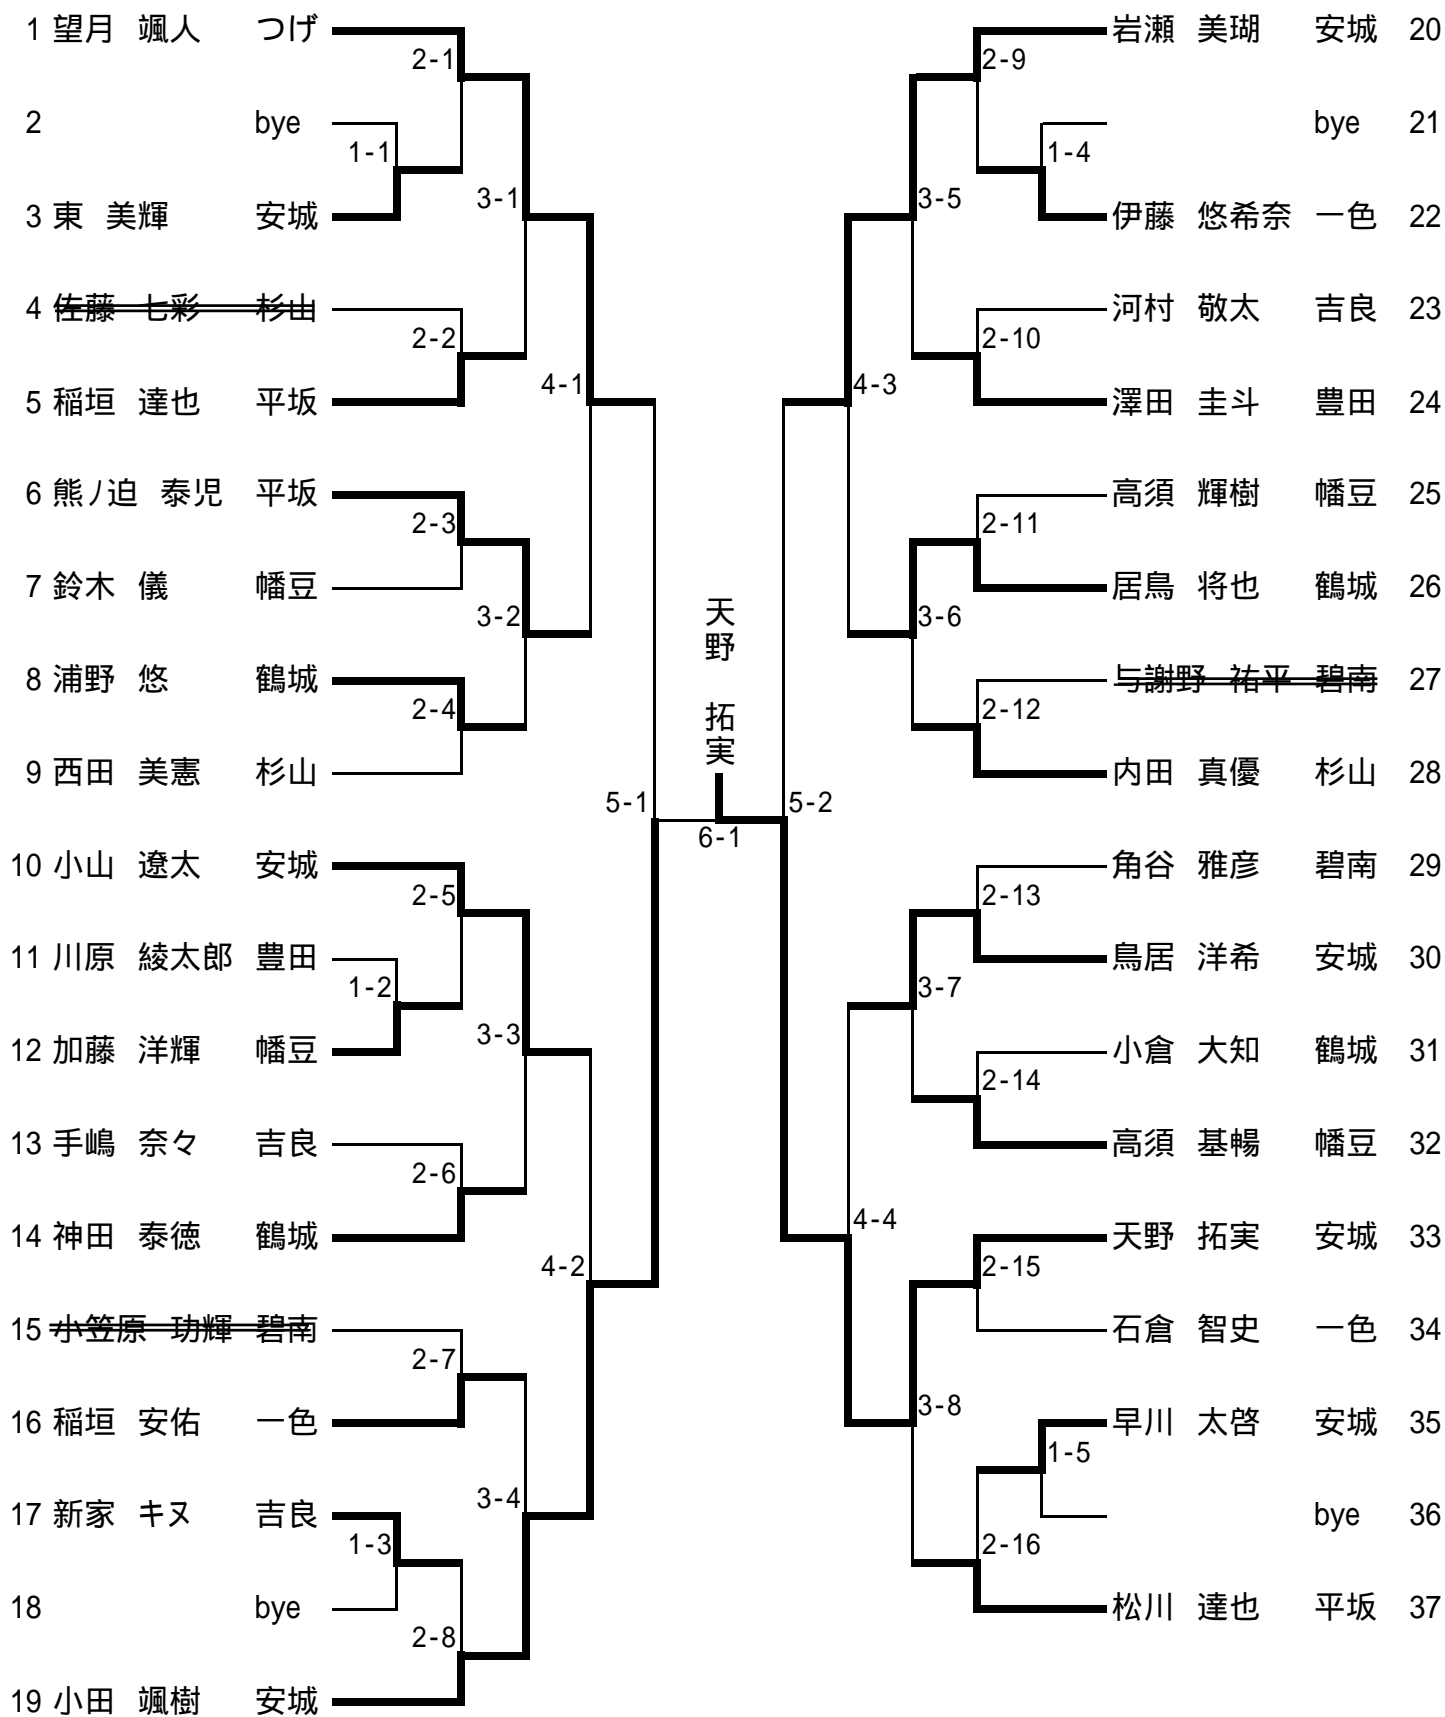 1 望月 颯人 つげ
2-1
2 bye
1-1
3 東 美輝 安城
3-1
4 佐藤 七彩 杉山
2-2
5 稲垣 達也 平坂
4-1
6 熊ノ迫 泰児 平坂
2-3
7 鈴木 儀 幡豆
3-2
8 浦野 悠 鶴城
2-4
9 西田 美憲 杉山
5-1
10 小山 遼太 安城
2-5
11 川原 綾太郎 豊田
1-2
3-3
12 加藤 洋輝 幡豆
13 手嶋 奈々 吉良
2-6
14 神田 泰徳 鶴城
4-2
15 小笠原 功輝 碧南
2-7
16 稲垣 安佑 一色
3-4
17 新家 キヌ 吉良
1-3
18 bye
2-8
19 小田 颯樹 安城
天野 拓実
6-1
岩瀬 美瑚 安城 20
2-9
bye 21
1-4
3-5
伊藤 悠希奈 一色 22
河村 敬太 吉良 23
2-10
4-3
澤田 圭斗 豊田 24
高須 輝樹 幡豆 25
2-11
居鳥 将也 鶴城 26
3-6
与謝野 祐平 碧南 27
2-12
内田 真優 杉山 28
5-2
角谷 雅彦 碧南 29
2-13
鳥居 洋希 安城 30
3-7
小倉 大知 鶴城 31
2-14
高須 基暢 幡豆 32
4-4
天野 拓実 安城 33
2-15
石倉 智史 一色 34
3-8
早川 太啓 安城 35
1-5
bye 36
2-16
松川 達也 平坂 37